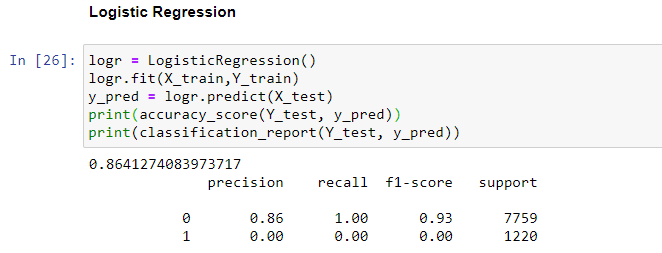 Logistic Regression
In [26]: logr = LogisticRegression()
logr.fit(X_train,Y_train)
y_pred = logr.predict(X_test)
print(accuracy_score(Y_test, y_pred))
print(classification_report(Y_test, y_pred))
0.8641274083973717
precision recall f1-score support
0 0.86 1.00 0.93 7759
1 0.00 0.00 0.00 1220